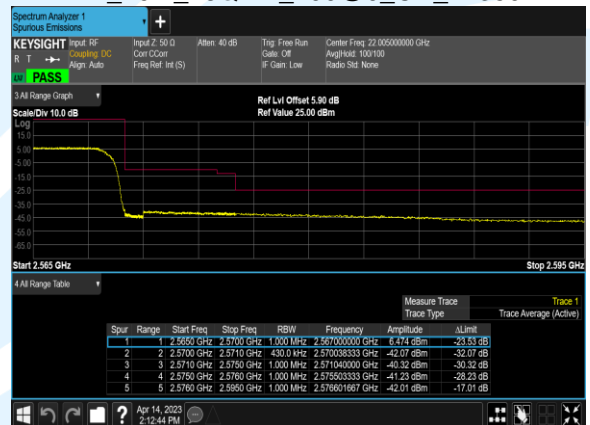 Spectrum Analyzer 1
Spurious Emissions
KEYSIGHT Input: RF Input Z: 50 Ω Atten: 40 dB Trig: Free Run Center Freq: 22.005000000 GHz
R T Coupling: DC Corr CCorr Gate: Off Avg|Hold: 100/100
Align: Auto Freq Ref: Int (S) IF Gain: Low Radio Std: None
PASS
3 All Range Graph
Ref Lvl Offset 5.90 dB
Scale/Div 10.0 dB Ref Value 25.00 dBm
Log
15.0
5.00
-5.00
-15.0
-25.0
-35.0
-45.0
-55.0
-65.0
Start 2.565 GHz Stop 2.595 GHz
4 All Range Table
Measure Trace Trace 1
Trace Type Trace Average (Active)
Spur Range Start Freq Stop Freq RBW Frequency Amplitude ΔLimit
1 1 2.5650 GHz 2.5700 GHz 1.000 MHz 2.567000000 GHz 6.474 dBm -23.53 dB
2 2 2.5700 GHz 2.5710 GHz 430.0 kHz 2.570038333 GHz -42.07 dBm -32.07 dB
3 3 2.5710 GHz 2.5750 GHz 1.000 MHz 2.571040000 GHz -40.32 dBm -30.32 dB
4 4 2.5750 GHz 2.5760 GHz 1.000 MHz 2.575503333 GHz -41.23 dBm -28.23 dB
5 5 2.5760 GHz 2.5950 GHz 1.000 MHz 2.576601667 GHz -42.01 dBm -17.01 dB
Apr 14, 2023
2:12:44 PM